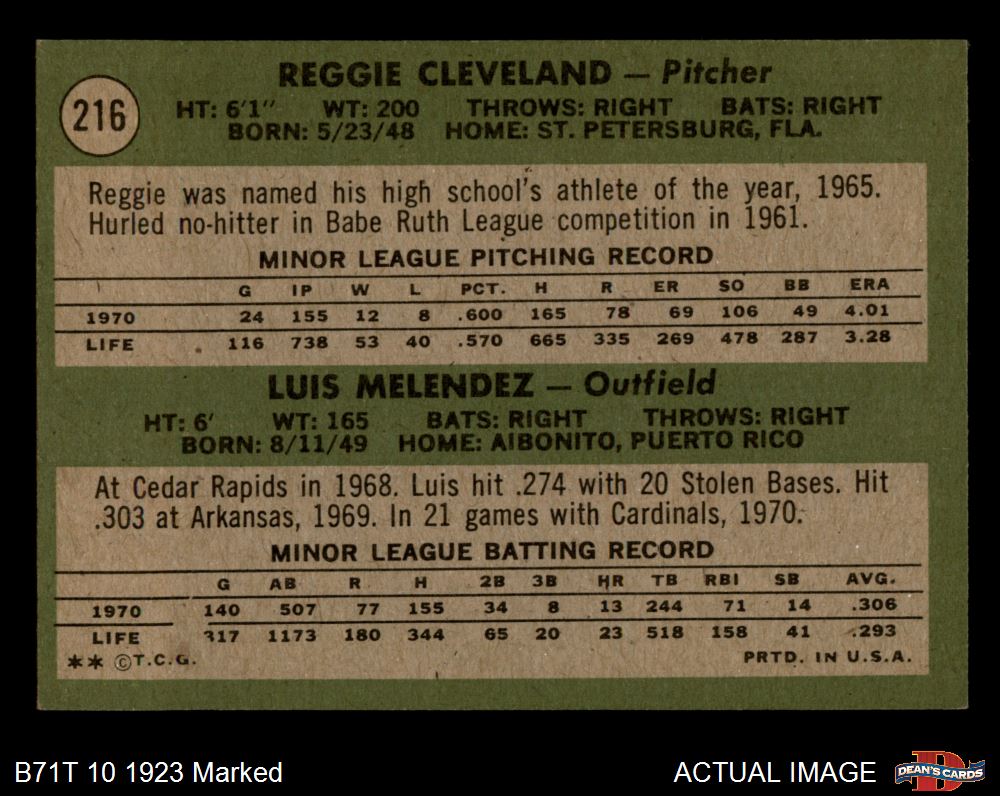 216
REGGIE CLEVELAND — Pitcher
HT: 6'1" WT: 200 THROWS: RIGHT BATS: RIGHT
BORN: 5/23/48 HOME: ST. PETERSBURG, FLA.
Reggie was named his high school's athlete of the year, 1965.
Hurled no-hitter in Babe Ruth League competition in 1961.
MINOR LEAGUE PITCHING RECORD
G IP W L PCT. H R ER SO BB ERA
1970 24 155 12 8 .600 165 78 69 106 49 4.01
LIFE 116 738 53 40 .570 665 335 269 478 287 3.28
LUIS MELENDEZ — Outfield
HT: 6' WT: 165 BATS: RIGHT THROWS: RIGHT
BORN: 8/11/49 HOME: AIBONITO, PUERTO RICO
At Cedar Rapids in 1968. Luis hit .274 with 20 Stolen Bases. Hit
.303 at Arkansas, 1969. In 21 games with Cardinals, 1970.
MINOR LEAGUE BATTING RECORD
G AB R H 2B 3B HR TB RBI SB AVG.
1970 140 507 77 155 34 8 13 244 71 14 .306
LIFE 317 1173 180 344 65 20 23 518 158 41 .293
** ©T.C.G. PRTD. IN U.S.A.
B71T 10 1923 Marked
ACTUAL IMAGE
D
DEAN'S CARDS